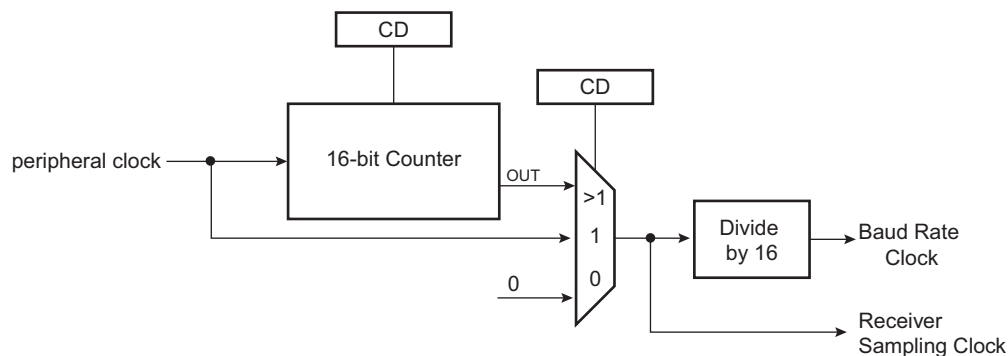 CD
CD
16-bit Counter
peripheral clock
OUT
>1
1
0
0
Divide
by 16
Baud Rate
Clock
Receiver
Sampling Clock